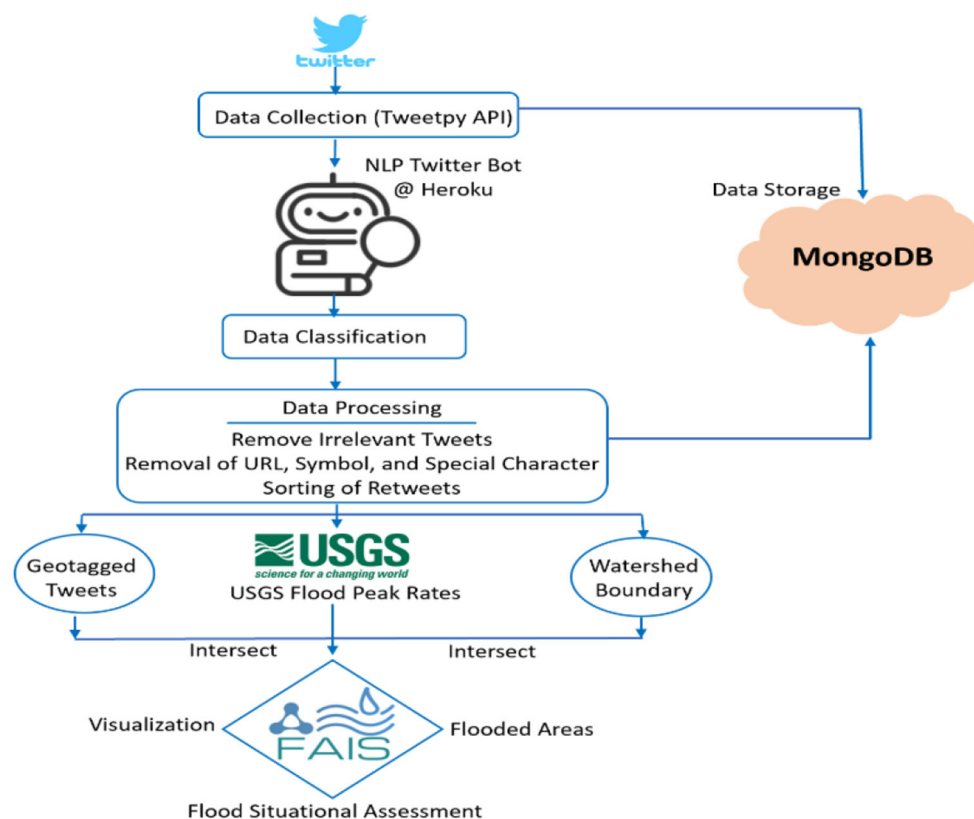 twitter
Data Collection (Tweetpy API)
NLP Twitter Bot
@ Heroku
Data Storage
MongoDB
Data Classification
Data Processing
Remove Irrelevant Tweets
Removal of URL, Symbol, and Special Character
Sorting of Retweets
Geotagged
Tweets
USGS
science for a changing world
USGS Flood Peak Rates
Watershed
Boundary
Intersect
Intersect
Visualization
FAIS
Flooded Areas
Flood Situational Assessment